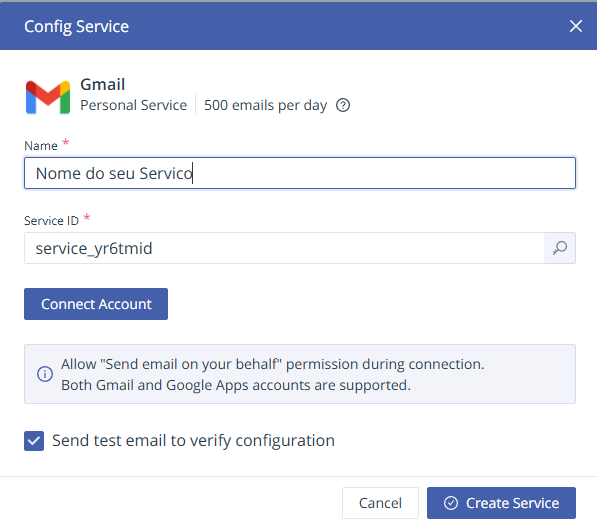 Config Service
Gmail
Personal Service 500 emails per day
Name *
Nome do seu Servico
Service ID *
service_yr6tmid
Connect Account
Allow "Send email on your behalf" permission during connection.
Both Gmail and Google Apps accounts are supported.
Send test email to verify configuration
Cancel Create Service